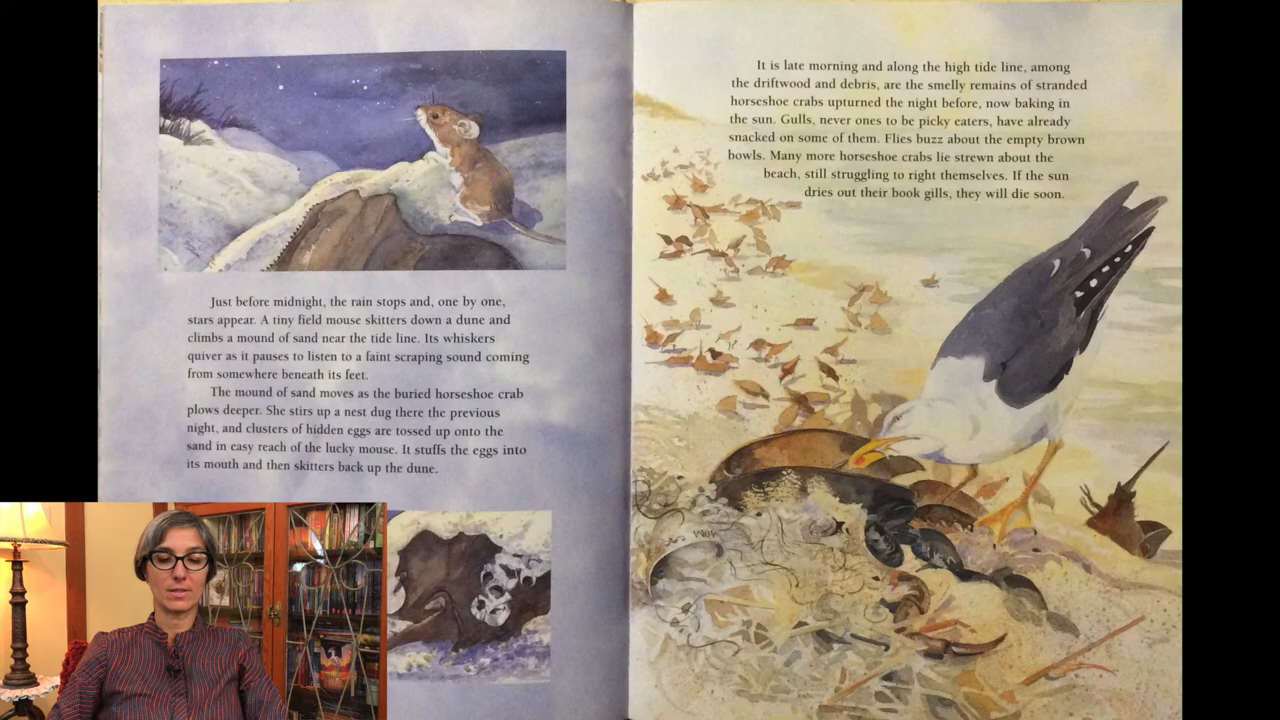 Just before midnight, the rain stops and, one by one,
stars appear. A tiny field mouse skitters down a dune and
climbs a mound of sand near the tide line. Its whiskers
quiver as it pauses to listen to a faint scraping sound coming
from somewhere beneath its feet.
The mound of sand moves as the buried horseshoe crab
plows deeper. She stirs up a nest dug there the previous
night, and clusters of hidden eggs are tossed up onto the
sand in easy reach of the lucky mouse. It stuffs the eggs into
its mouth and then skitters back up the dune.
It is late morning and along the high tide line, among
the driftwood and debris, are the smelly remains of stranded
horseshoe crabs upturned the night before, now baking in
the sun. Gulls, never ones to be picky eaters, have already
snacked on some of them. Flies buzz about the empty brown
bowls. Many more horseshoe crabs lie strewn about the
beach, still struggling to right themselves. If the sun
dries out their book gills, they will die soon.